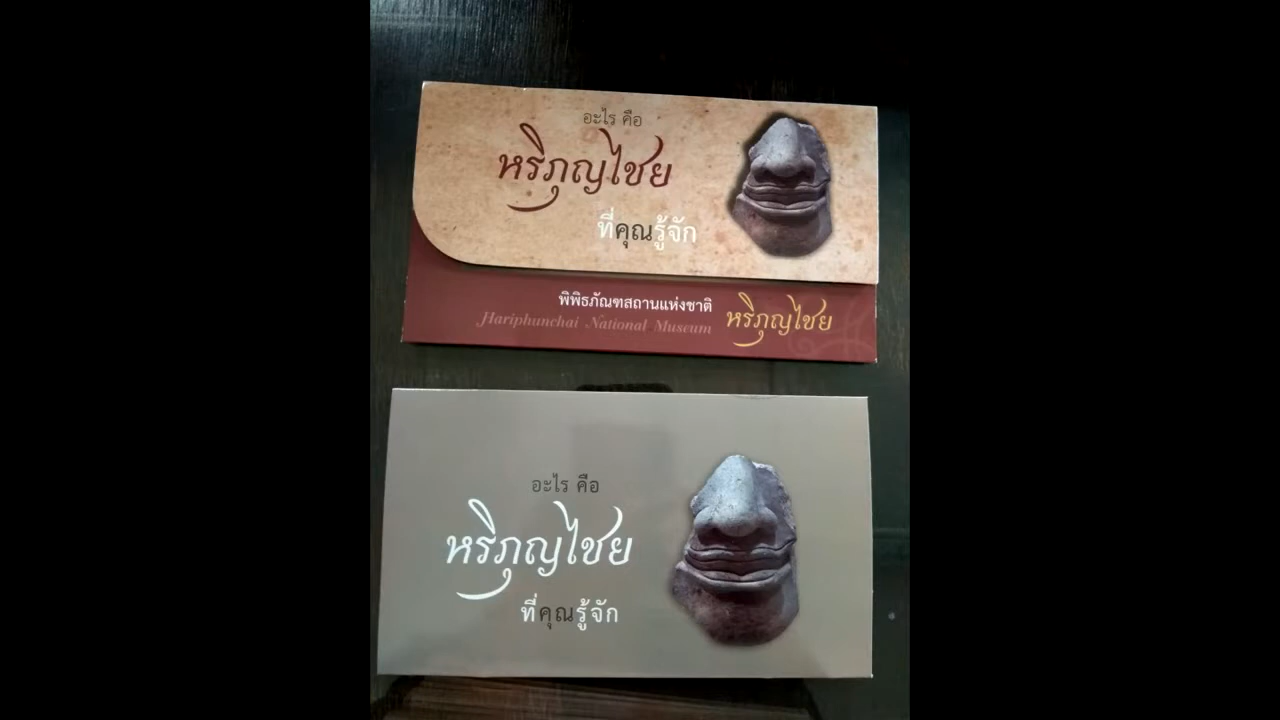 อะไร คือ
หริภุญไชย
ที่คุณรู้จัก
พิพิธภัณฑสถานแห่งชาติ
Hariphunchai National Museum
หริภุญไชย
อะไร คือ
หริภุญไชย
ที่คุณรู้จัก